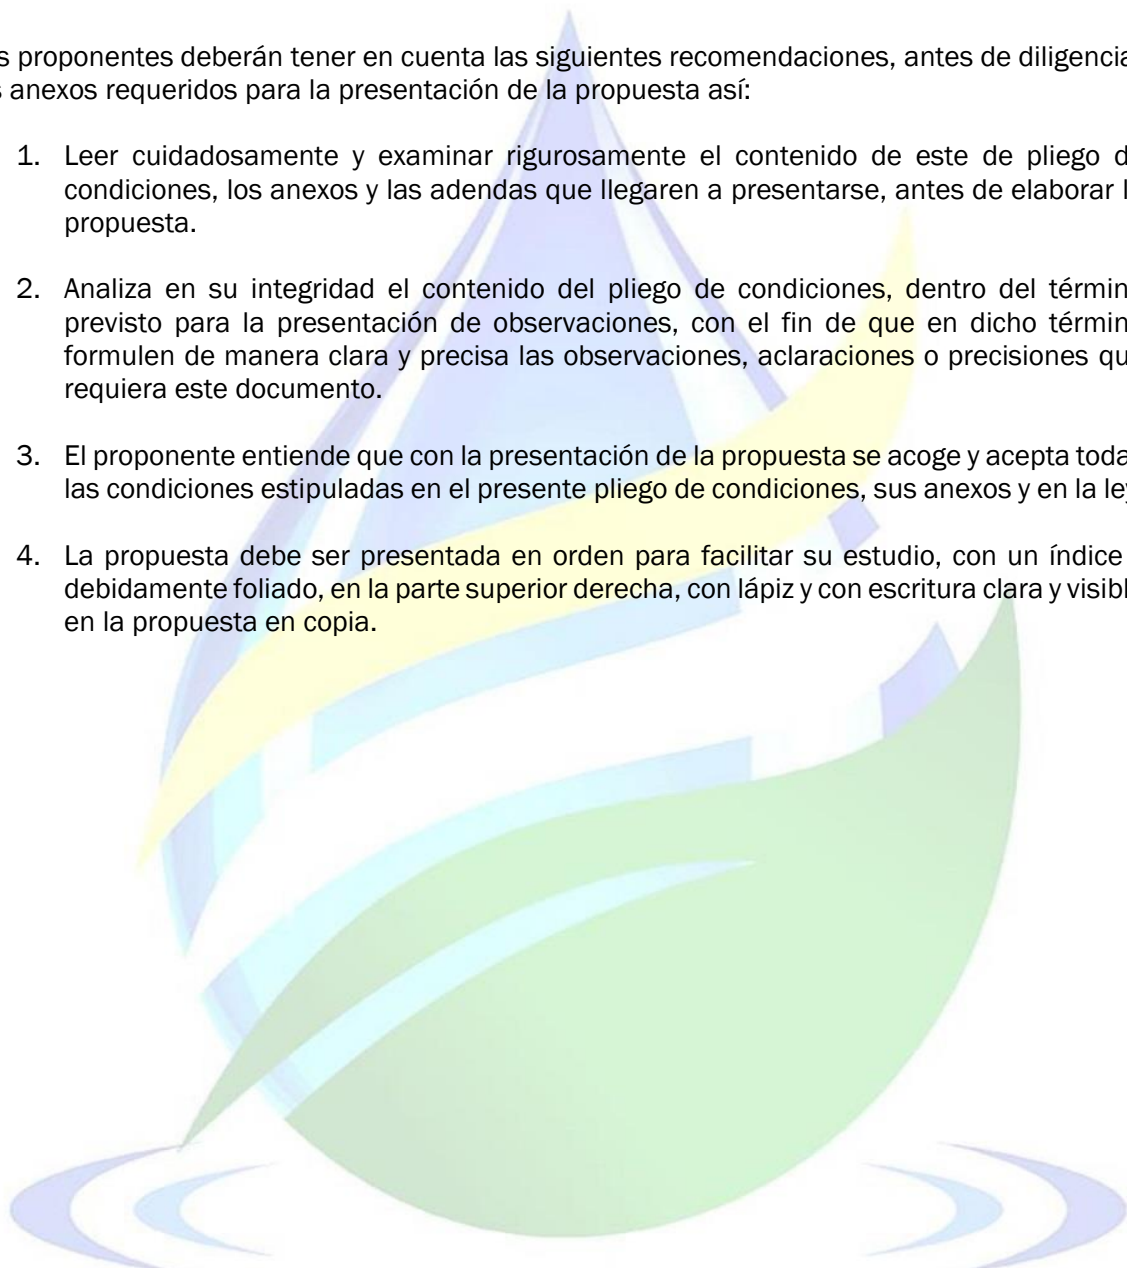 s proponentes deberán tener en cuenta las siguientes recomendaciones, antes de diligencia
s anexos requeridos para la presentación de la propuesta así:
1. Leer cuidadosamente y examinar rigurosamente el contenido de este de pliego d
condiciones, los anexos y las adendas que llegaren a presentarse, antes de elaborar l
propuesta.
2. Analiza en su integridad el contenido del pliego de condiciones, dentro del términ
previsto para la presentación de observaciones, con el fin de que en dicho términ
formulen de manera clara y precisa las observaciones, aclaraciones o precisiones qu
requiera este documento.
3. El proponente entiende que con la presentación de la propuesta se acoge y acepta toda
las condiciones estipuladas en el presente pliego de condiciones, sus anexos y en la ley
4. La propuesta debe ser presentada en orden para facilitar su estudio, con un índice
debidamente foliado, en la parte superior derecha, con lápiz y con escritura clara y visibl
en la propuesta en copia.